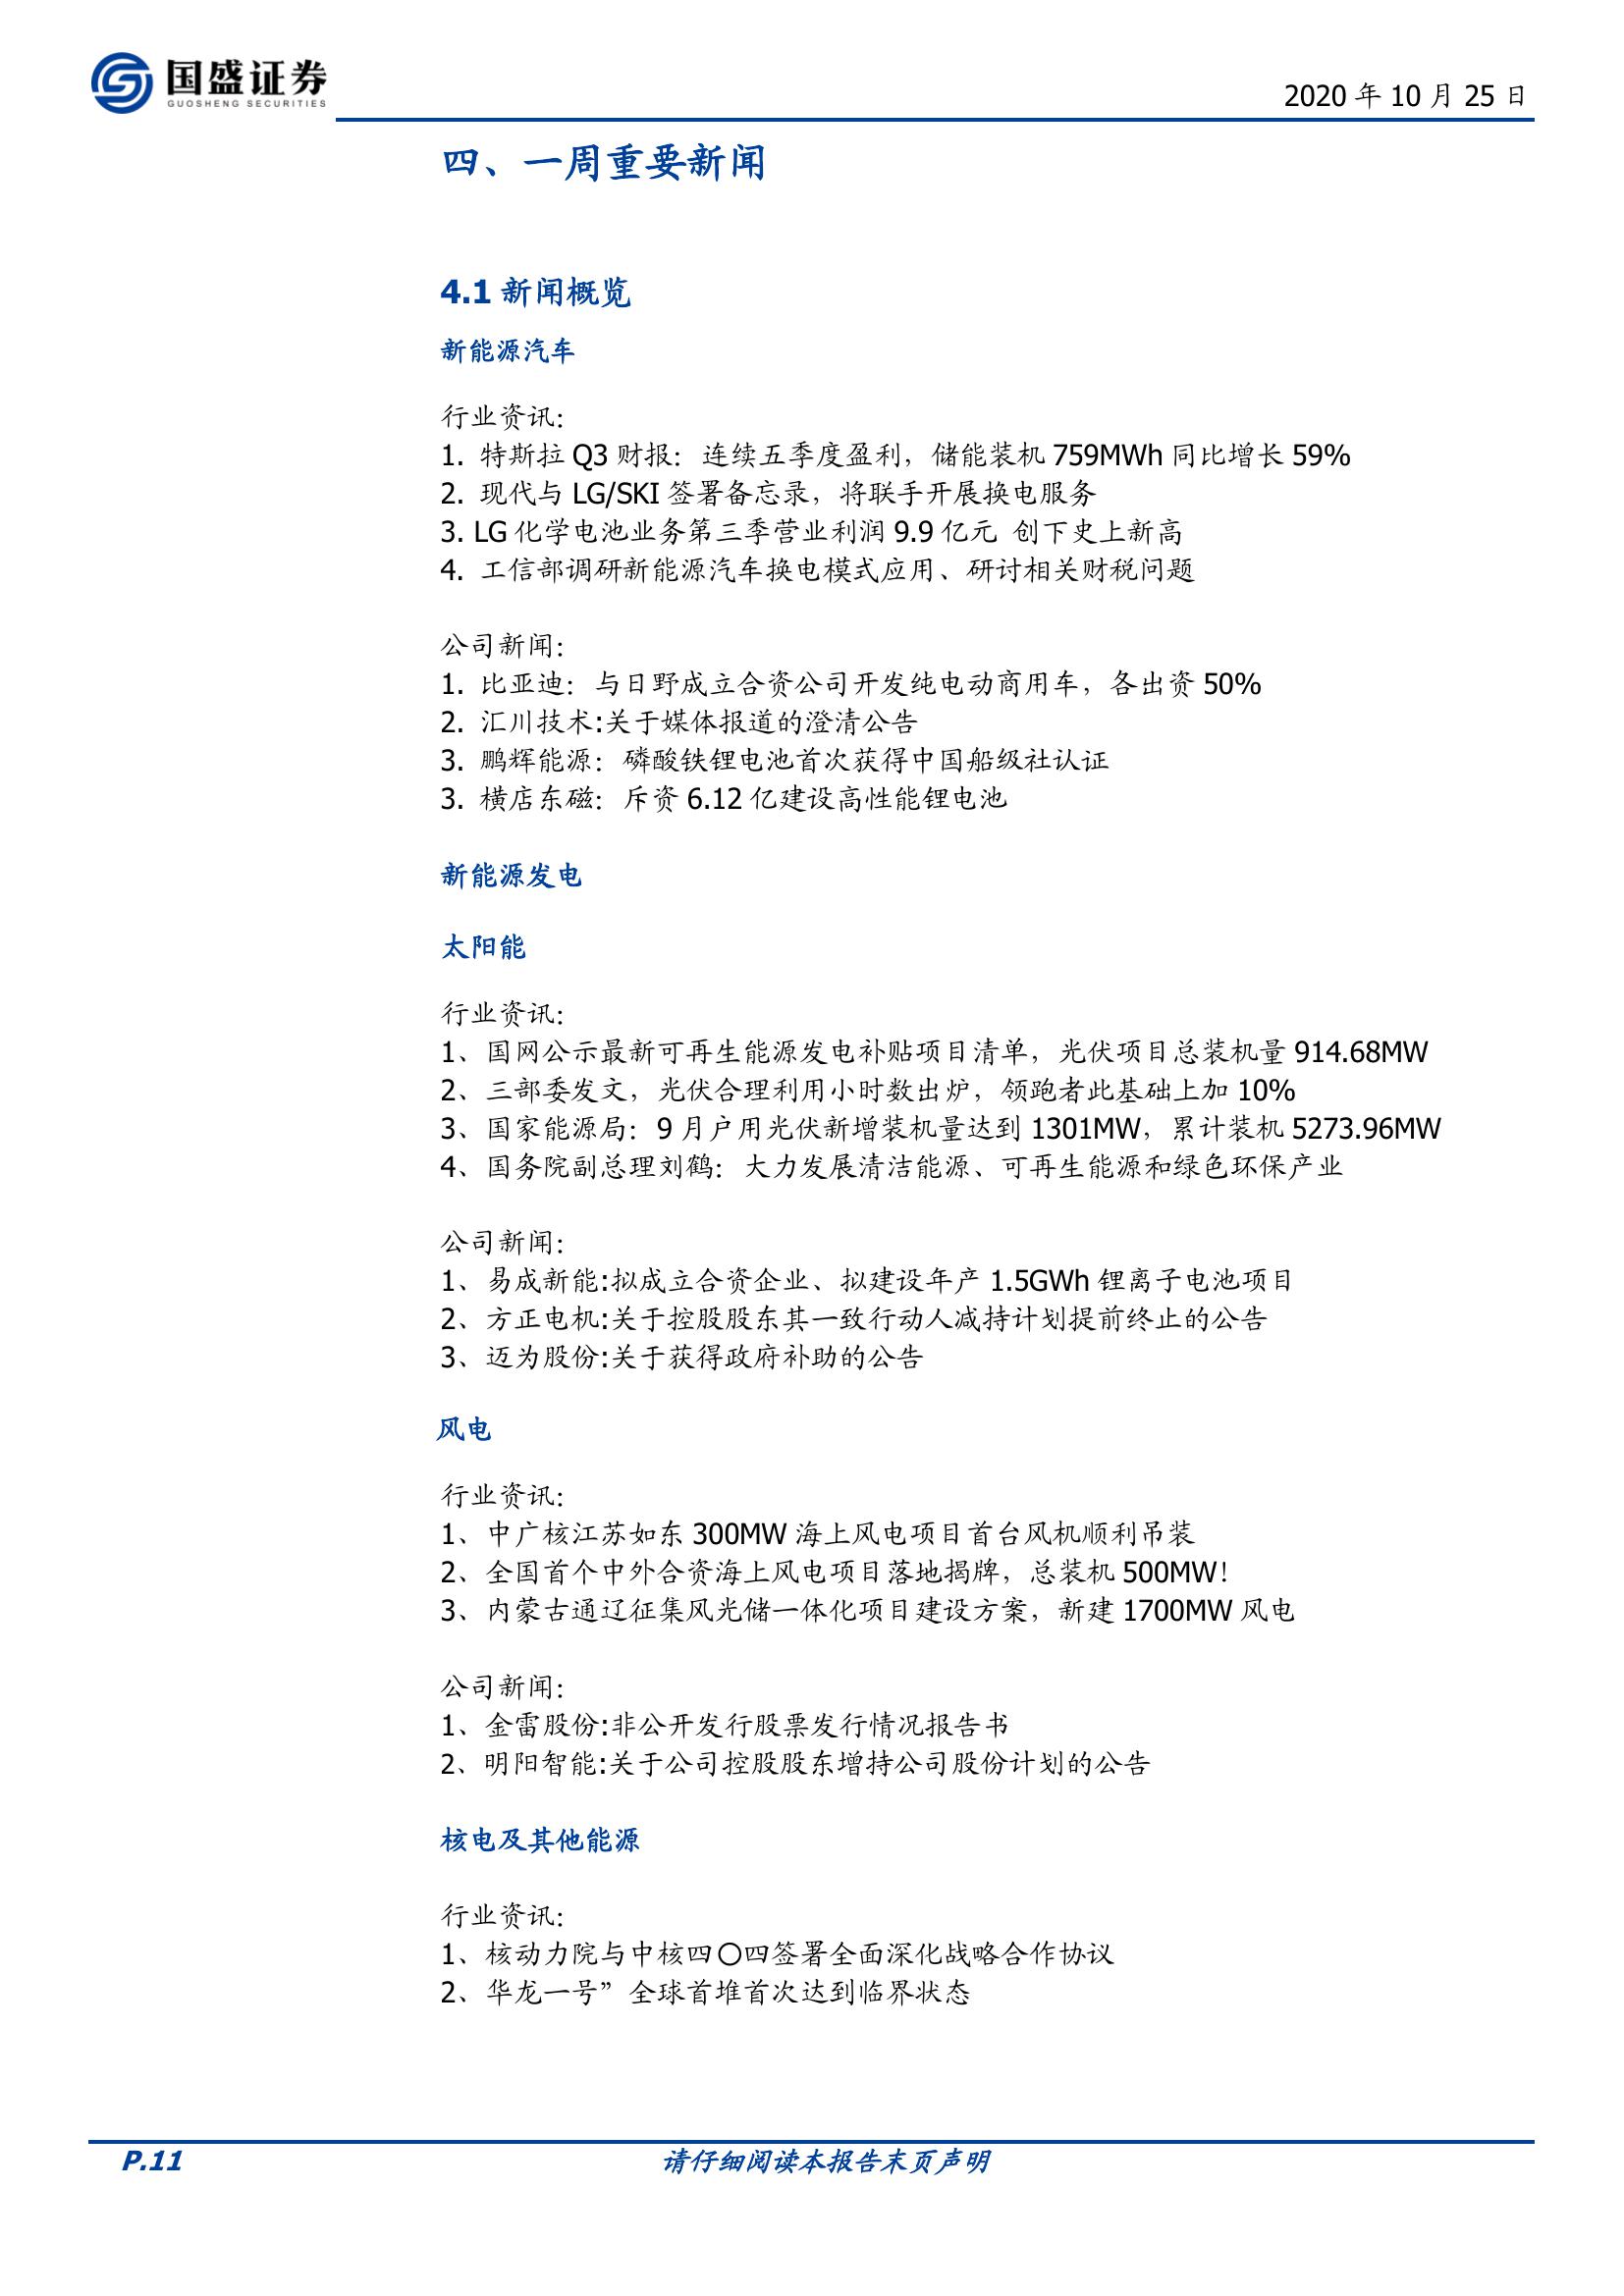 国盛证券
GUOSHENG SECURITIES
2020 年 10 月 25 日
四、一周重要新闻
4.1 新闻概览
新能源汽车
行业资讯：
1. 特斯拉 Q3 财报：连续五季度盈利，储能装机 759MWh 同比增长 59%
2. 现代与 LG/SKI 签署备忘录，将联手开展换电服务
3. LG 化学电池业务第三季营业利润 9.9 亿元 创下史上新高
4. 工信部调研新能源汽车换电模式应用、研讨相关财税问题
公司新闻：
1. 比亚迪：与日野成立合资公司开发纯电动商用车，各出资 50%
2. 汇川技术:关于媒体报道的澄清公告
3. 鹏辉能源：磷酸铁锂电池首次获得中国船级社认证
3. 横店东磁：斥资 6.12 亿建设高性能锂电池
新能源发电
太阳能
行业资讯：
1、国网公示最新可再生能源发电补贴项目清单，光伏项目总装机量 914.68MW
2、三部委发文，光伏合理利用小时数出炉，领跑者此基础上加 10%
3、国家能源局：9 月户用光伏新增装机量达到 1301MW，累计装机 5273.96MW
4、国务院副总理刘鹤：大力发展清洁能源、可再生能源和绿色环保产业
公司新闻：
1、易成新能:拟成立合资企业、拟建设年产 1.5GWh 锂离子电池项目
2、方正电机:关于控股股东其一致行动人减持计划提前终止的公告
3、迈为股份:关于获得政府补助的公告
风电
行业资讯：
1、中广核江苏如东 300MW 海上风电项目首台风机顺利吊装
2、全国首个中外合资海上风电项目落地揭牌，总装机 500MW！
3、内蒙古通辽征集风光储一体化项目建设方案，新建 1700MW 风电
公司新闻：
1、金雷股份:非公开发行股票发行情况报告书
2、明阳智能:关于公司控股股东增持公司股份计划的公告
核电及其他能源
行业资讯：
1、核动力院与中核四〇四签署全面深化战略合作协议
2、华龙一号”全球首堆首次达到临界状态
P.11
请仔细阅读本报告末页声明